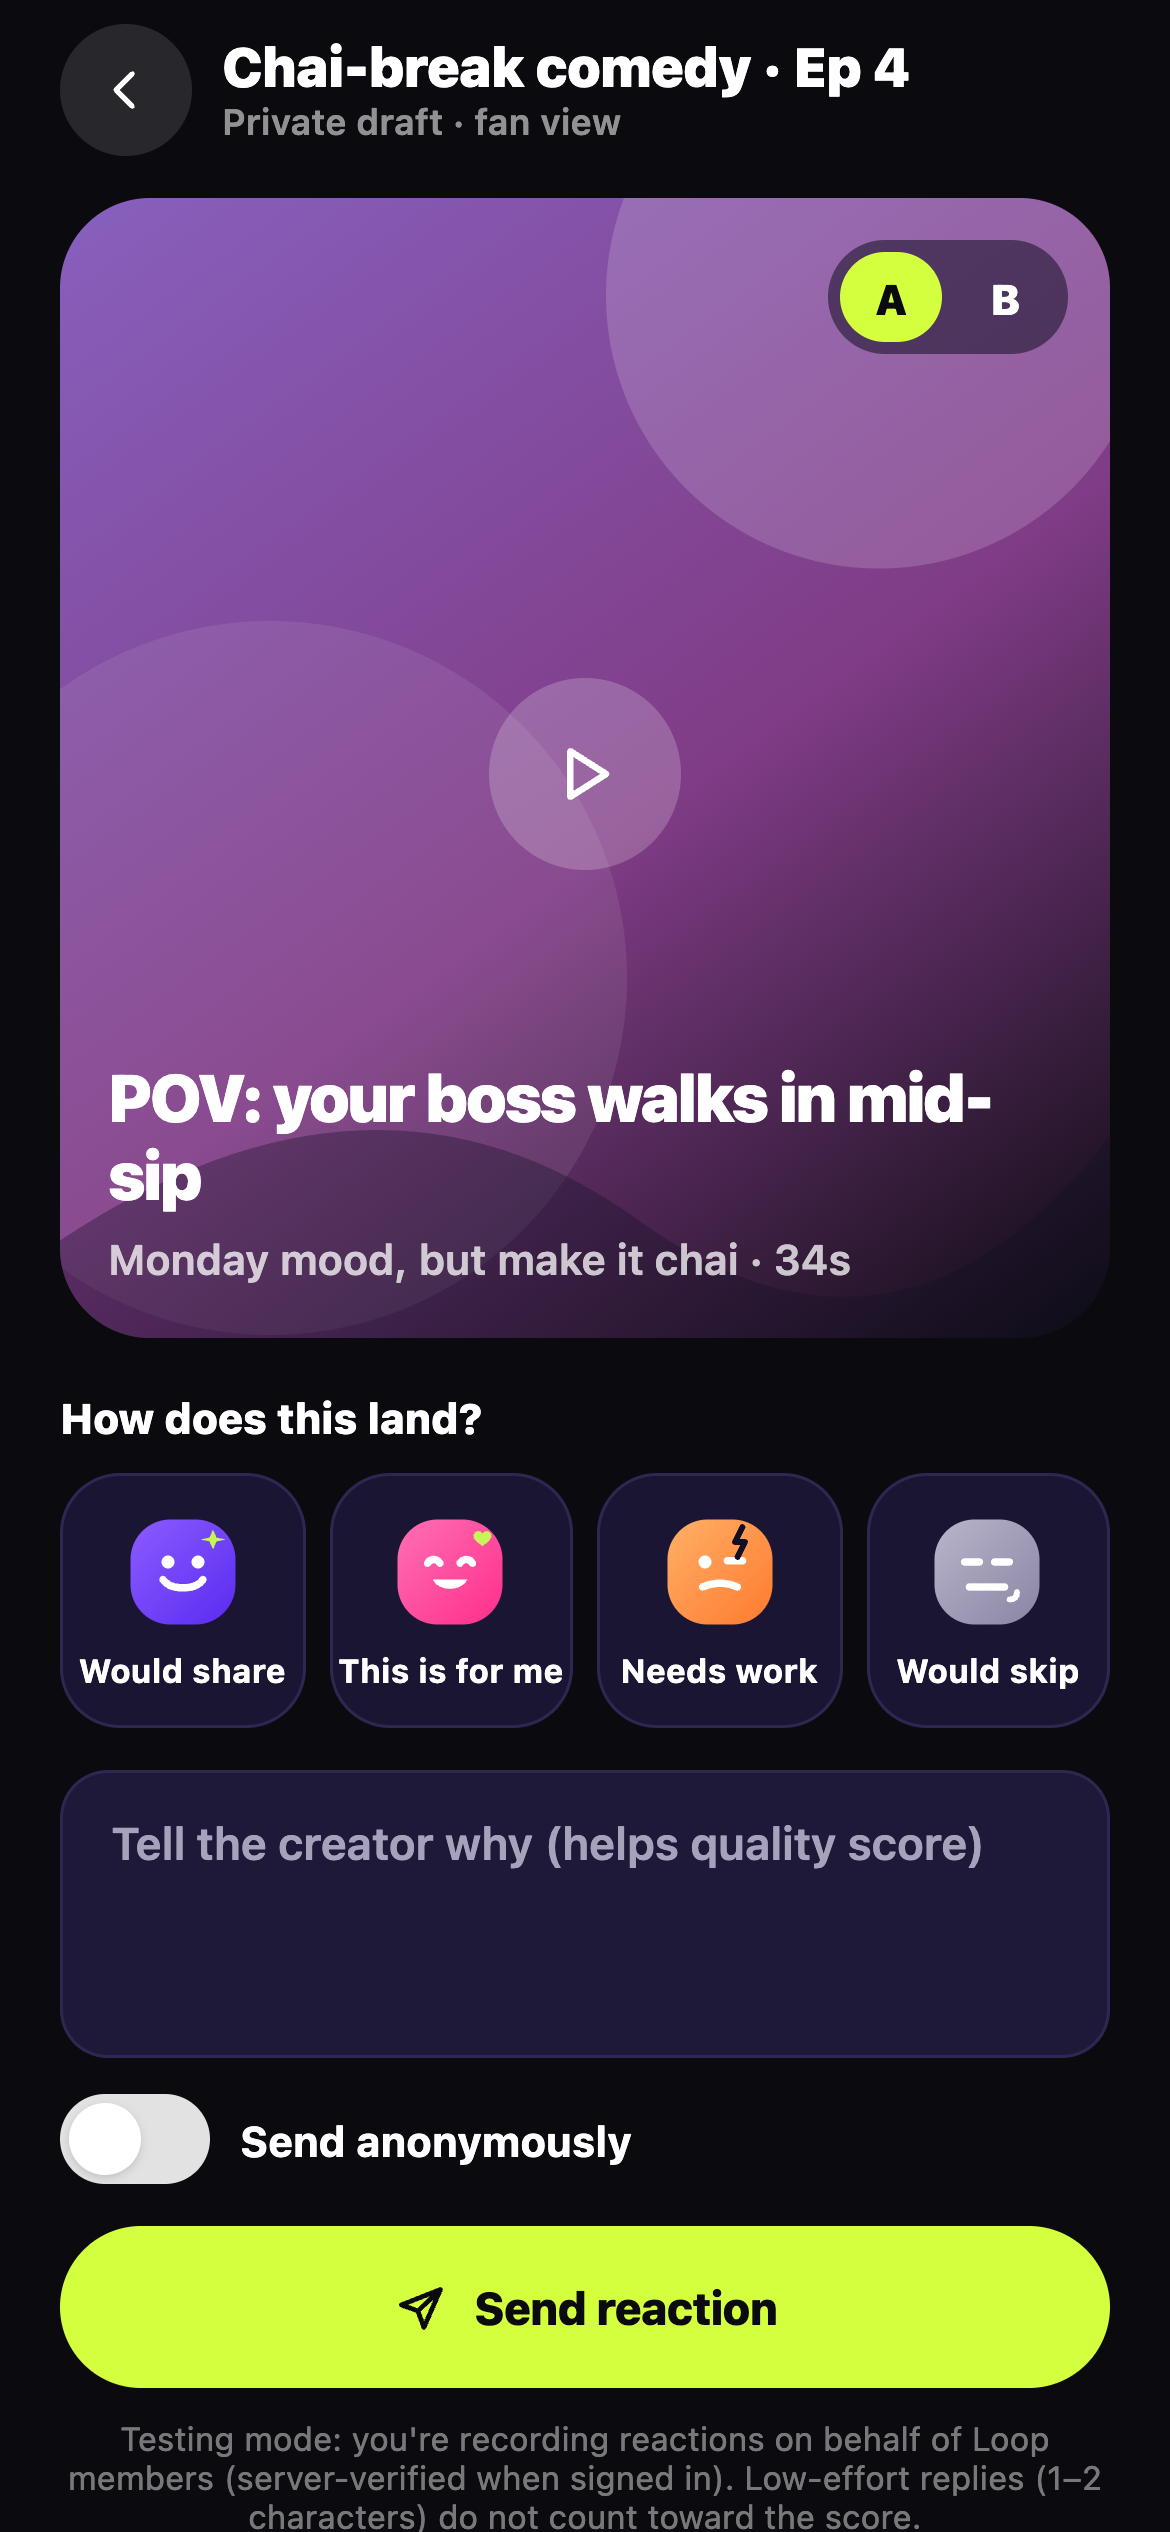 Chai-break comedy · Ep 4
Private draft · fan view
A B
POV: your boss walks in mid-
sip
Monday mood, but make it chai · 34s
How does this land?
Would share
This is for me
Needs work
Would skip
Tell the creator why (helps quality score)
Send anonymously
Send reaction
Testing mode: you're recording reactions on behalf of Loop
members (server-verified when signed in). Low-effort replies (1–2
characters) do not count toward the score.